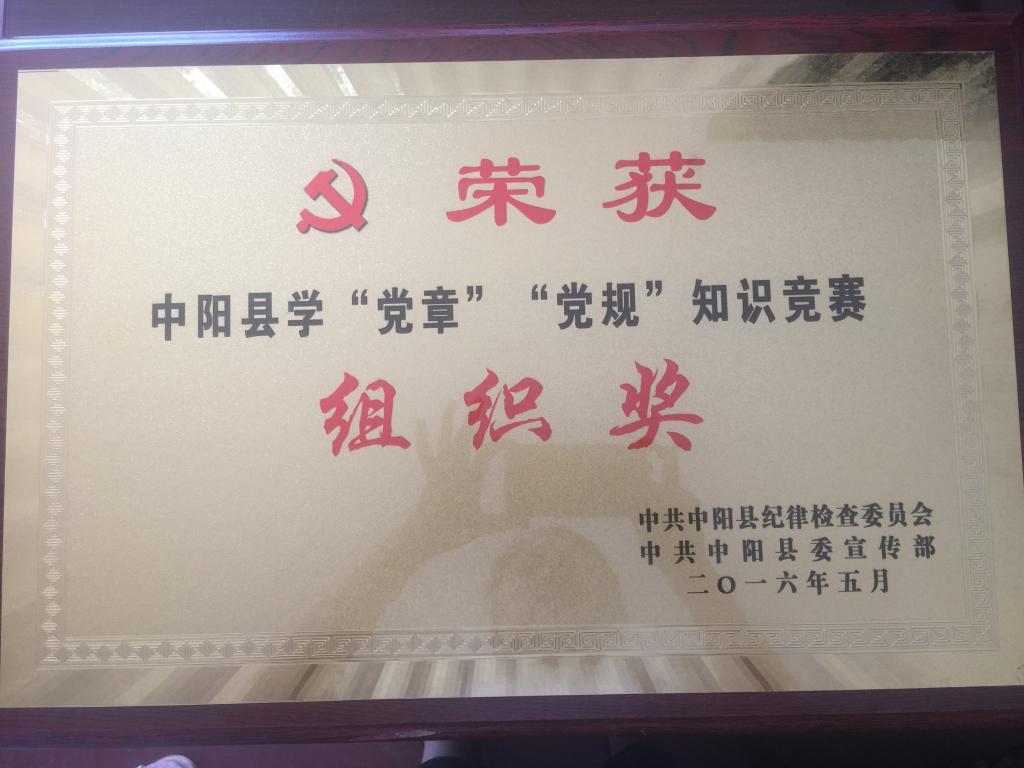 荣获
中阳县学“党章”“党规”知识竞赛
组织奖
中共中阳县纪律检查委员会
中共中阳县委宣传部
二〇一六年五月